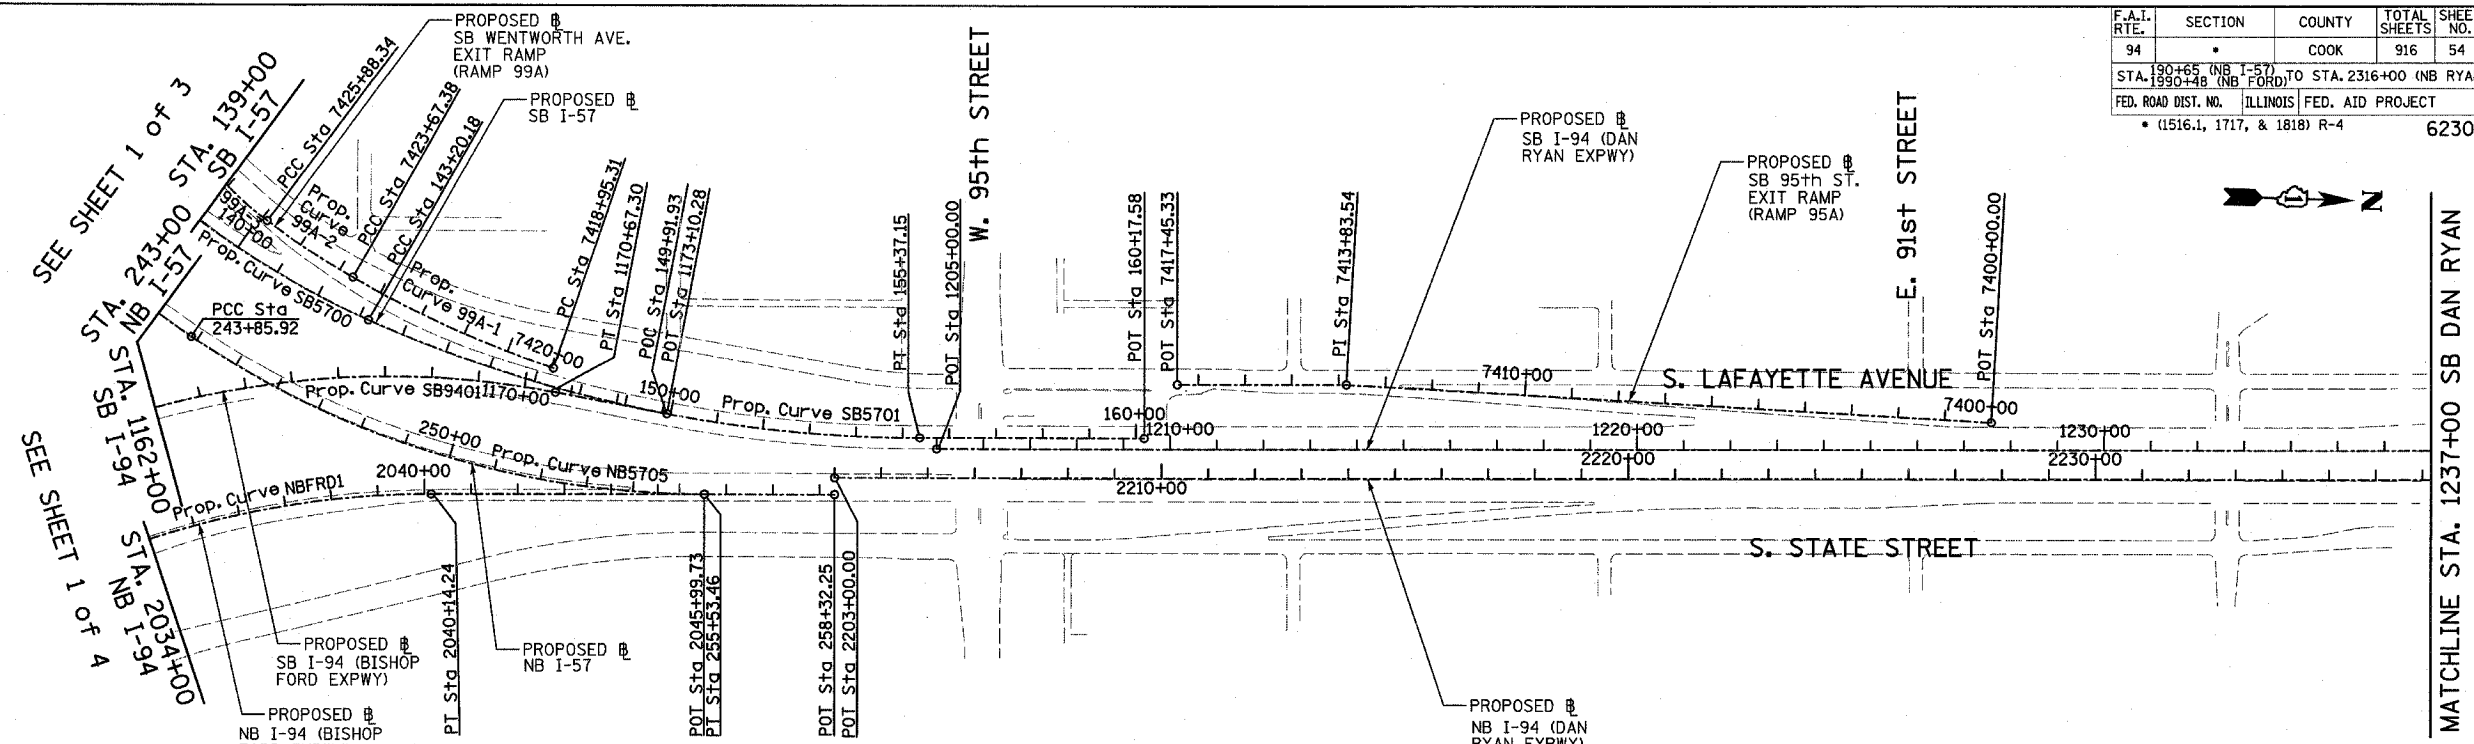 F.A.I. RTE. SECTION COUNTY TOTAL SHEETS SHEE NO.
94 * COOK 916 54
STA. 190+65 (NB I-57) TO STA. 2316+00 (NB RYA
1990+48 (NB FORD)
FED. ROAD DIST. NO. ILLINOIS FED. AID PROJECT
* (1516.1, 1717, & 1818) R-4
6230
N
SEE SHEET 1 of 3
STA. 139+00
SB I-57
STA. 243+00
NB I-57
STA. 1162+00
SB I-94
STA. 2034+00
NB I-94
SEE SHEET 1 of 4
PROPOSED BL
SB WENTWORTH AVE.
EXIT RAMP
(RAMP 99A)
PROPOSED BL
SB I-57
PCC Sta 7425+88.34
PCC Sta 7423+67.38
PCC Sta 143+20.18
PC Sta 7418+95.31
PT Sta 1170+67.30
POC Sta 149+91.93
POT Sta 1173+10.28
PT Sta 155+37.15
POT Sta 1205+00.00
W. 95th STREET
POT Sta 160+17.58
POT Sta 7417+45.33
PI Sta 7413+83.54
PROPOSED BL
SB I-94 (DAN
RYAN EXPWY)
PROPOSED BL
SB 95th ST.
EXIT RAMP
(RAMP 95A)
E. 91st STREET
POT Sta 7400+00.00
MATCHLINE STA. 1237+00 SB DAN RYAN
99A-3
Prop.
Curve
99A-2
140+00
Prop. Curve SB5700
Prop.
Curve 99A-1
7420+00
PCC Sta
243+85.92
Prop. Curve SB9401
1170+00
150+00
Prop. Curve SB5701
160+00
1210+00
7410+00
S. LAFAYETTE AVENUE
7400+00
1220+00
1230+00
250+00
Prop. Curve NB5705
2040+00
Prop. Curve NBFRD1
2210+00
2220+00
2230+00
S. STATE STREET
PT Sta 2040+14.24
POT Sta 2045+99.73
PT Sta 255+53.46
POT Sta 258+32.25
POT Sta 2203+00.00
PROPOSED BL
SB I-94 (BISHOP
FORD EXPWY)
PROPOSED BL
NB I-57
PROPOSED BL
NB I-94 (BISHOP
PROPOSED BL
NB I-94 (DAN
RYAN EXPWY)